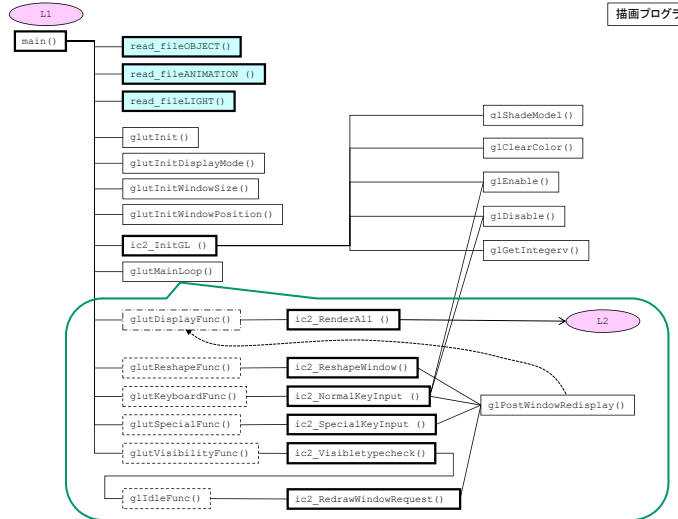 L1
描画プログラ
main()
read_fileOBJECT()
read_fileANIMATION ()
read_fileLIGHT()
glShadeModel()
glutInit()
glClearColor()
glutInitDisplayMode()
glEnable()
glutInitWindowSize()
glutInitWindowPosition()
glDisable()
ic2_InitGL ()
glGetIntegerv()
glutMainLoop()
glutDisplayFunc()
ic2_RenderAll ()
L2
glutReshapeFunc()
ic2_ReshapeWindow()
glutKeyboardFunc()
ic2_NormalKeyInput ()
glPostWindowRedisplay()
glutSpecialFunc()
ic2_SpecialKeyInput ()
glutVisibilityFunc()
ic2_Visibletypecheck()
glIdleFunc()
ic2_RedrawWindowRequest()